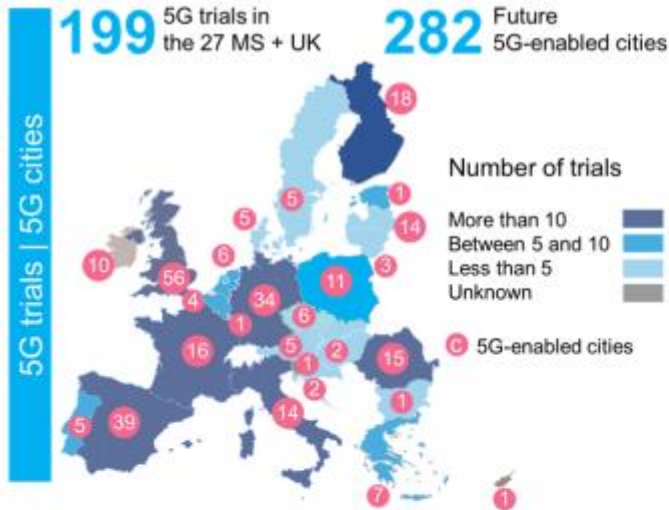 199 5G trials in
the 27 MS + UK
282 Future
5G-enabled cities
5G trials | 5G cities
18
Number of trials
5
1
5
14
More than 10
6
Between 5 and 10
10
3
Less than 5
56
11
Unknown
4
34
1
6
16
5
2
15
C 5G-enabled cities
1
2
1
14
5
39
7
1